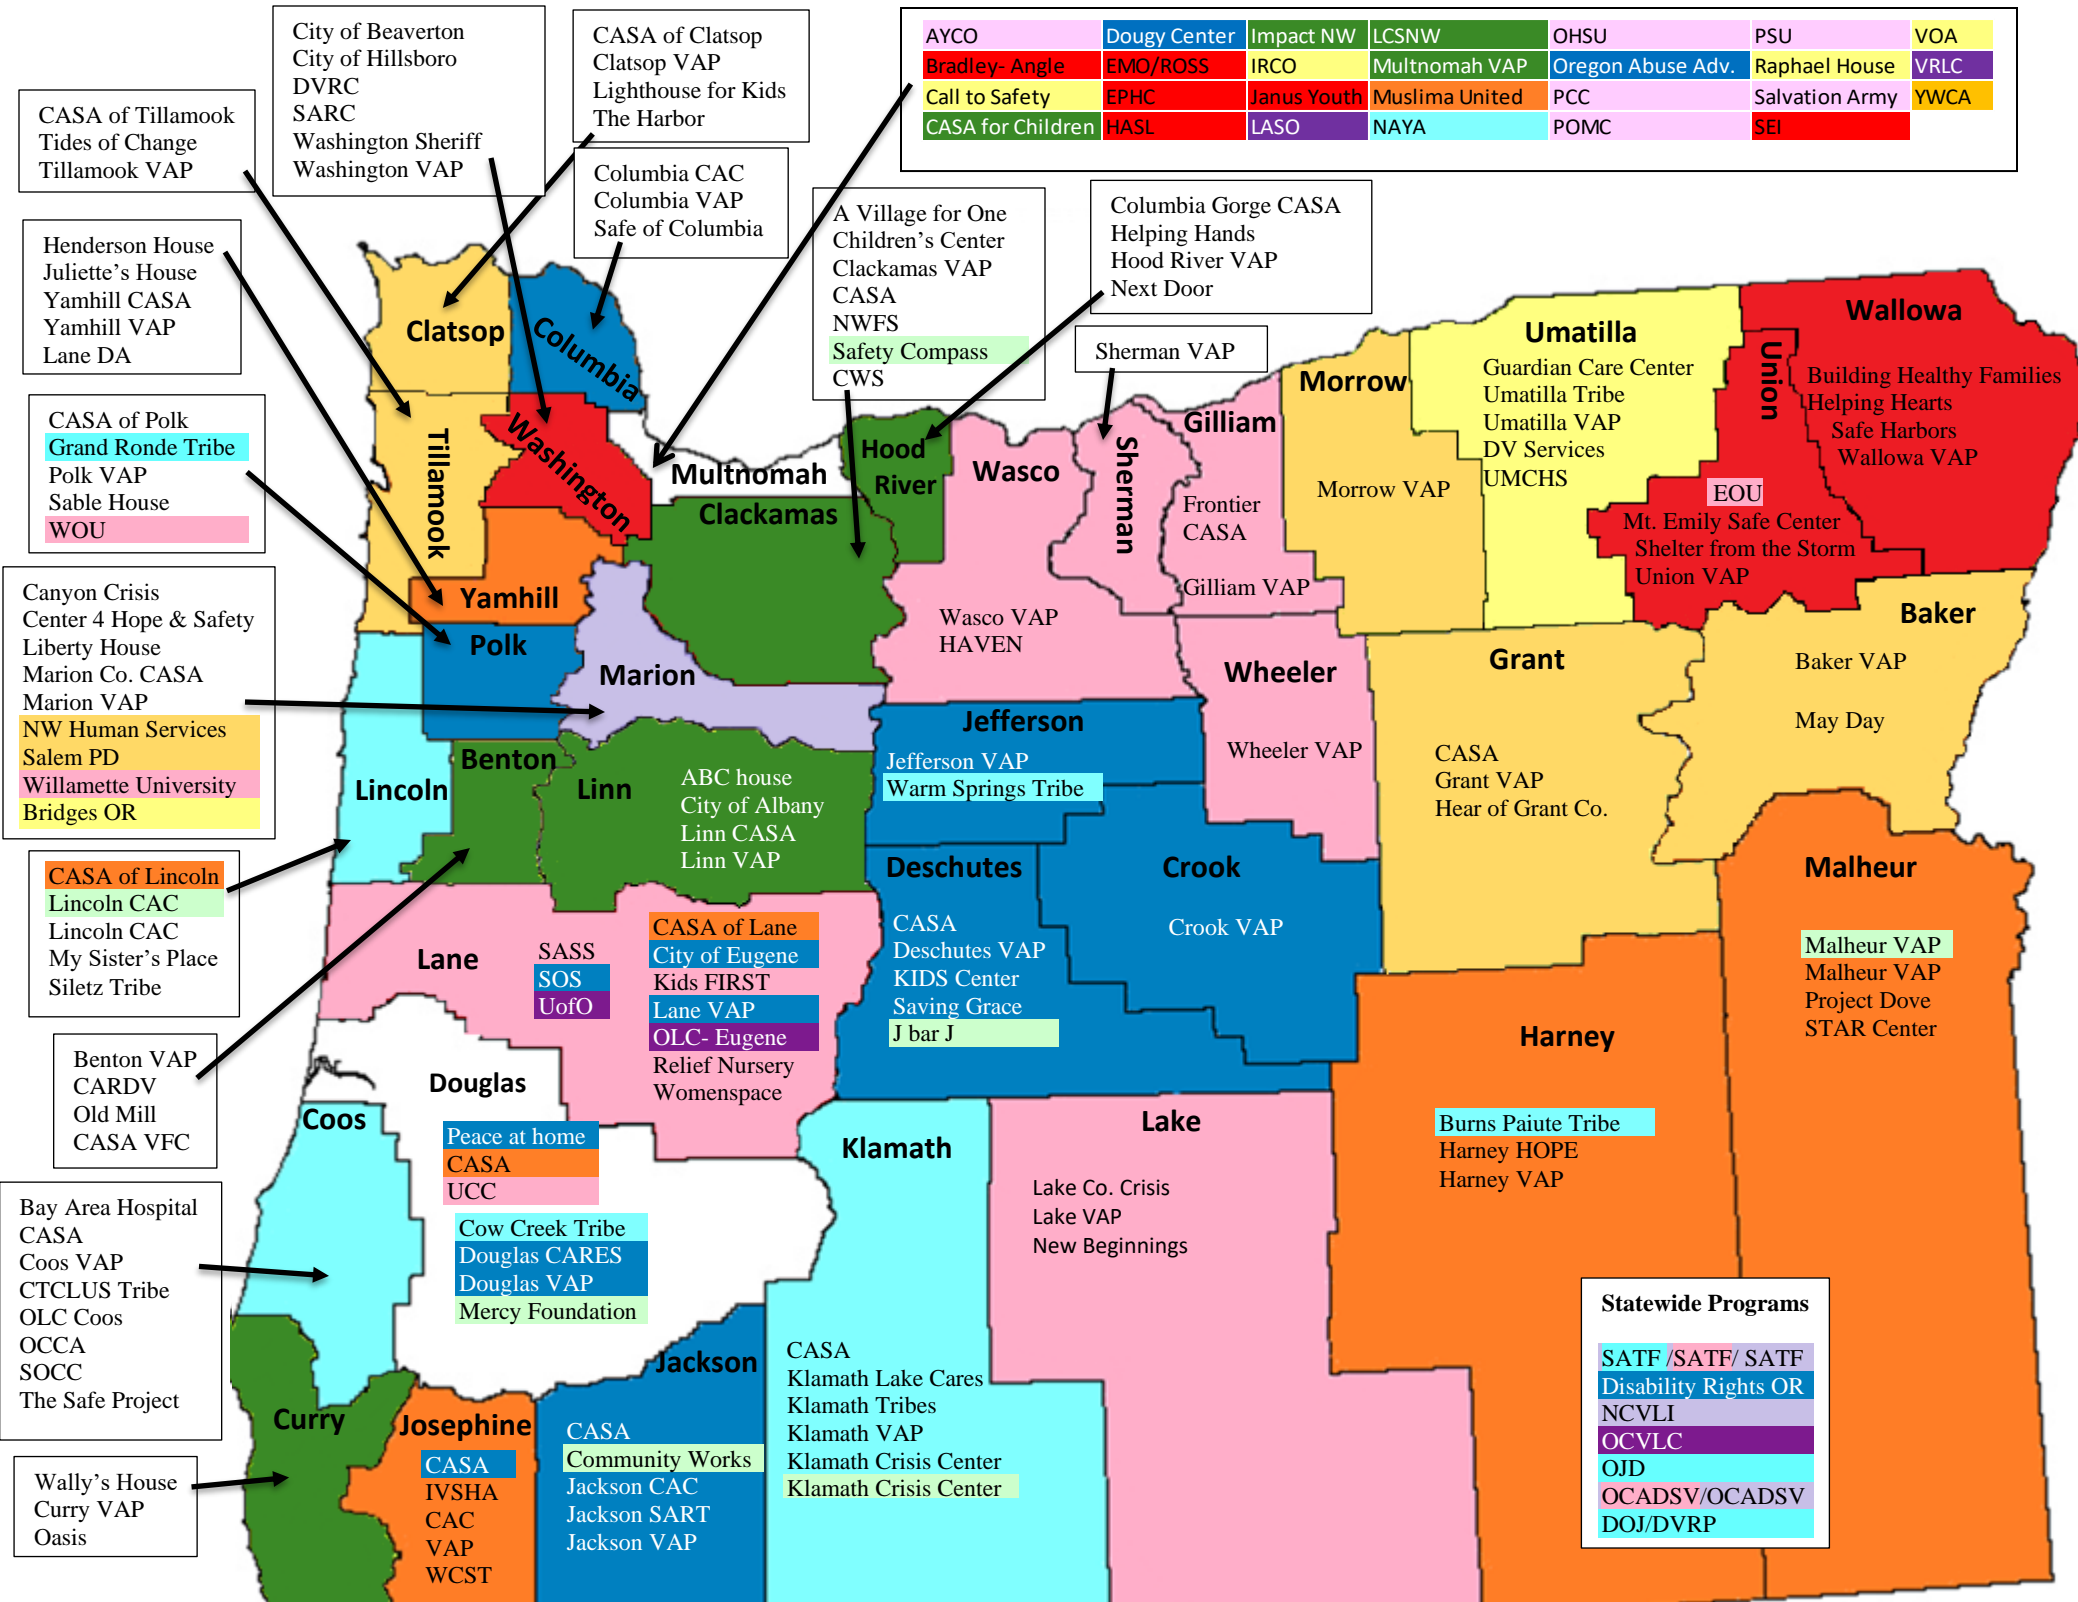 City of Beaverton
City of Hillsboro
DVRC
SARC
Washington Sheriff
Washington VAP
CASA of Clatsop
Clatsop VAP
Lighthouse for Kids
The Harbor
AYCO Dougy Center Impact NW LCSNW OHSU PSU VOA
Bradley- Angle EMO/ROSS IRCO Multnomah VAP Oregon Abuse Adv. Raphael House VRLC
Call to Safety EPHC Janus Youth Muslima United PCC Salvation Army YWCA
CASA for Children HASL LASO NAYA POMC SEI
CASA of Tillamook
Tides of Change
Tillamook VAP
Columbia CAC
Columbia VAP
Safe of Columbia
A Village for One
Children's Center
Clackamas VAP
CASA
NWFS
Safety Compass
CWS
Columbia Gorge CASA
Helping Hands
Hood River VAP
Next Door
Henderson House
Juliette's House
Yamhill CASA
Yamhill VAP
Lane DA
Sherman VAP
CASA of Polk
Grand Ronde Tribe
Polk VAP
Sable House
WOU
Clatsop
Columbia
Tillamook
Washington
Multnomah
Clackamas
Hood
River
Wasco
Wasco VAP
HAVEN
Sherman
Gilliam
Frontier
CASA
Gilliam VAP
Morrow
Morrow VAP
Umatilla
Guardian Care Center
Umatilla Tribe
Umatilla VAP
DV Services
UMCHS
Union
EOU
Mt. Emily Safe Center
Shelter from the Storm
Union VAP
Wallowa
Building Healthy Families
Helping Hearts
Safe Harbors
Wallowa VAP
Canyon Crisis
Center 4 Hope & Safety
Liberty House
Marion Co. CASA
Marion VAP
NW Human Services
Salem PD
Willamette University
Bridges OR
Yamhill
Polk
Marion
Wheeler
Wheeler VAP
Grant
CASA
Grant VAP
Hear of Grant Co.
Baker
Baker VAP
May Day
Jefferson
Jefferson VAP
Warm Springs Tribe
Lincoln
Benton
Linn
ABC house
City of Albany
Linn CASA
Linn VAP
CASA of Lincoln
Lincoln CAC
Lincoln CAC
My Sister's Place
Siletz Tribe
Deschutes
CASA
Deschutes VAP
KIDS Center
Saving Grace
J bar J
Crook
Crook VAP
Malheur
Malheur VAP
Malheur VAP
Project Dove
STAR Center
Lane
SASS
SOS
UofO
CASA of Lane
City of Eugene
Kids FIRST
Lane VAP
OLC- Eugene
Relief Nursery
Womenspace
Harney
Burns Paiute Tribe
Harney HOPE
Harney VAP
Benton VAP
CARDV
Old Mill
CASA VFC
Douglas
Peace at home
CASA
UCC
Cow Creek Tribe
Douglas CARES
Douglas VAP
Mercy Foundation
Coos
Klamath
CASA
Klamath Lake Cares
Klamath Tribes
Klamath VAP
Klamath Crisis Center
Klamath Crisis Center
Lake
Lake Co. Crisis
Lake VAP
New Beginnings
Bay Area Hospital
CASA
Coos VAP
CTCLUS Tribe
OLC Coos
OCCA
SOCC
The Safe Project
Curry
Josephine
CASA
IVSHA
CAC
VAP
WCST
Jackson
CASA
Community Works
Jackson CAC
Jackson SART
Jackson VAP
Wally's House
Curry VAP
Oasis
Statewide Programs
SATF /SATF/ SATF
Disability Rights OR
NCVLI
OCVLC
OJD
OCADSV/OCADSV
DOJ/DVRP